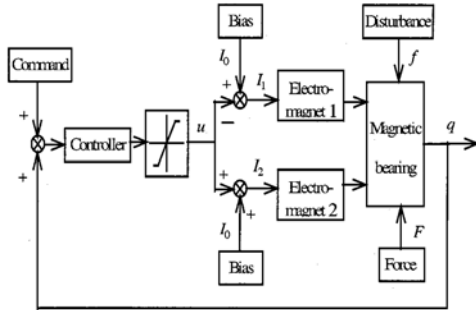 Bias
Disturbance
Command
I₀
f
+
+
I₁
Electro-
magnet 1
q
Controller
u
−
Magnetic
bearing
+
+
I₂
Electro-
magnet 2
I₀
+
F
Bias
Force